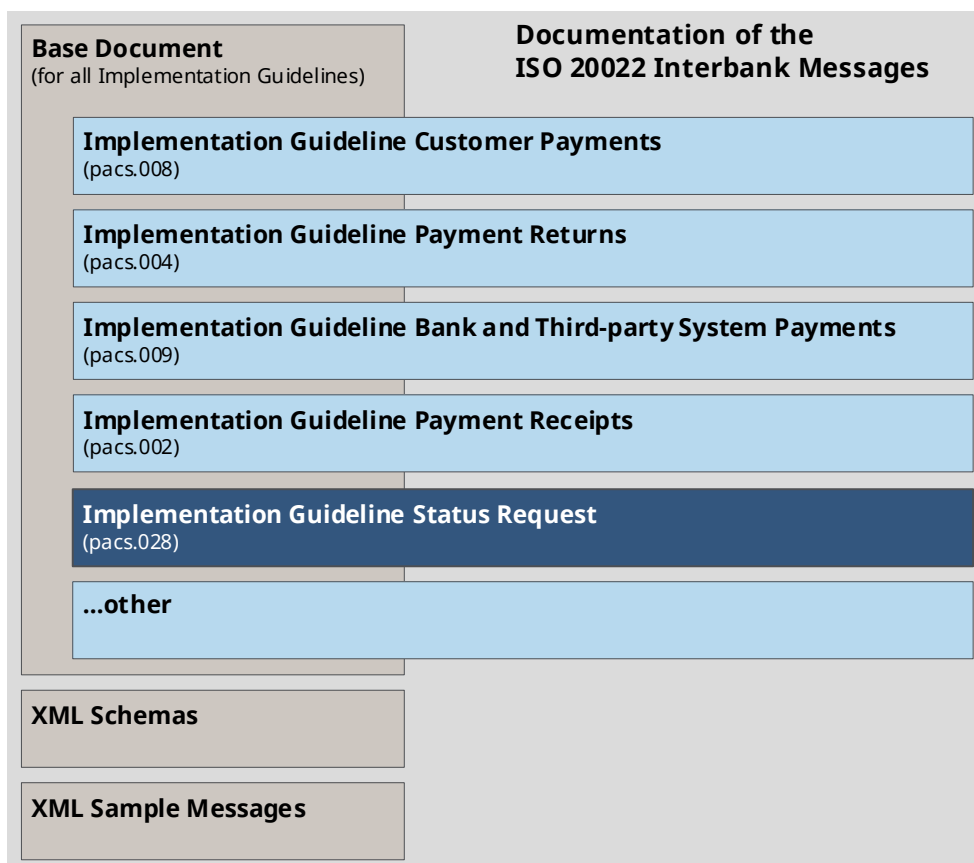 Base Document
(for all Implementation Guidelines)
Documentation of the
ISO 20022 Interbank Messages
Implementation Guideline Customer Payments
(pacs.008)
Implementation Guideline Payment Returns
(pacs.004)
Implementation Guideline Bank and Third-party System Payments
(pacs.009)
Implementation Guideline Payment Receipts
(pacs.002)
Implementation Guideline Status Request
(pacs.028)
...other
XML Schemas
XML Sample Messages